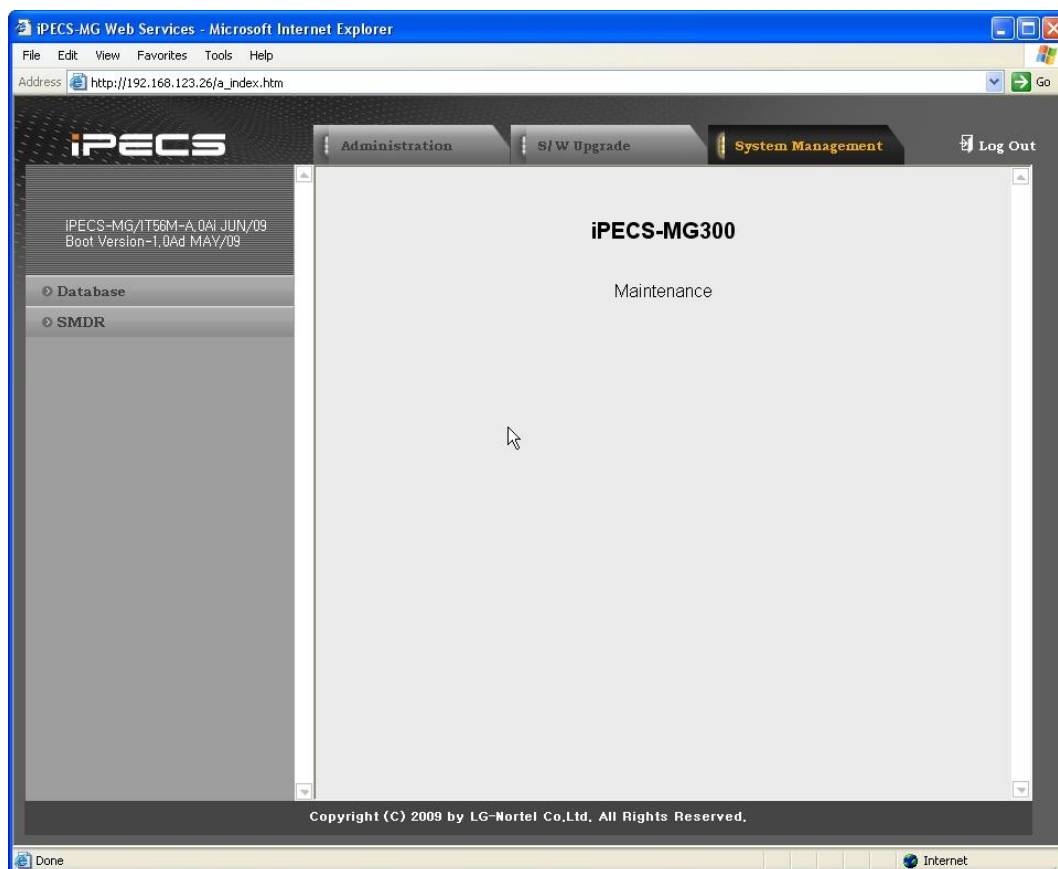 iPECS-MG Web Services - Microsoft Internet Explorer
File Edit View Favorites Tools Help
Address http://192.168.123.26/a_index.htm Go
iPECS Administration S/W Upgrade System Management Log Out
iPECS-MG/IT56M-A.0Ai JUN/09
Boot Version-1.0Ad MAY/09
Database
SMDR
iPECS-MG300
Maintenance
Copyright (C) 2009 by LG-Nortel Co.Ltd. All Rights Reserved.
Done Internet